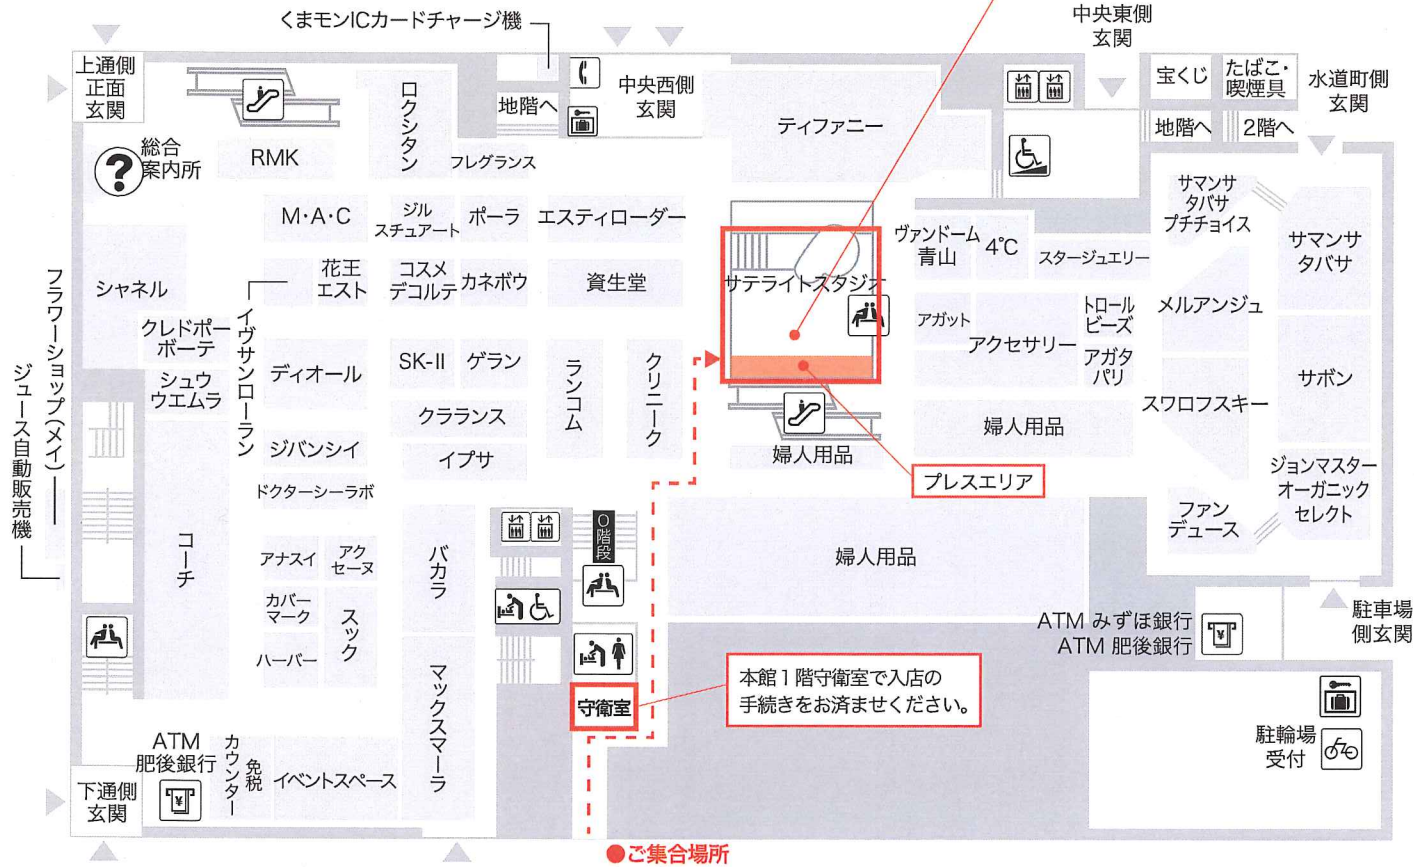 くまモンICカードチャージ機
中央東側
玄関
上通側
正面
玄関
ロクシタン
地階へ
中央西側
玄関
宝くじ
たばこ・
喫煙具
水道町側
玄関
地階へ
2階へ
ティファニー
総合
案内所
?
RMK
フレグランス
M・A・C
ジル
スチュアート
ポーラ
エスティローダー
ヴァンドーム
青山
4℃
スタージュエリー
サマンサ
タバサ
プチチョイス
サマンサ
タバサ
シャネル
花王
エスト
コスメ
デコルテ
カネボウ
資生堂
サテライトスタジオ
アガット
アクセサリー
トロール
ビーズ
メルアンジュ
フラワーショップ(メイ)
ジュース自動販売機
クレドポー
ボーテ
イヴサンローラン
シュウ
ウエムラ
ディオール
SK-II
ゲラン
ランコム
クリニーク
アガタ
パリ
スワロフスキー
サボン
クラランス
婦人用品
ジバンシイ
イプサ
婦人用品
プレスエリア
ジョンマスター
オーガニック
セレクト
ドクターシーラボ
ファン
デュース
コーチ
アナスイ
アク
セーヌ
バカラ
0階段
婦人用品
カバー
マーク
スック
ハーバー
マックスマーラ
ATM みずほ銀行
ATM 肥後銀行
¥
駐車場
側玄関
守衛室
本館1階守衛室で入店の
手続きをお済ませください。
ATM
肥後銀行
¥
免税
カウンター
イベントスペース
駐輪場
受付
下通側
玄関
●ご集合場所